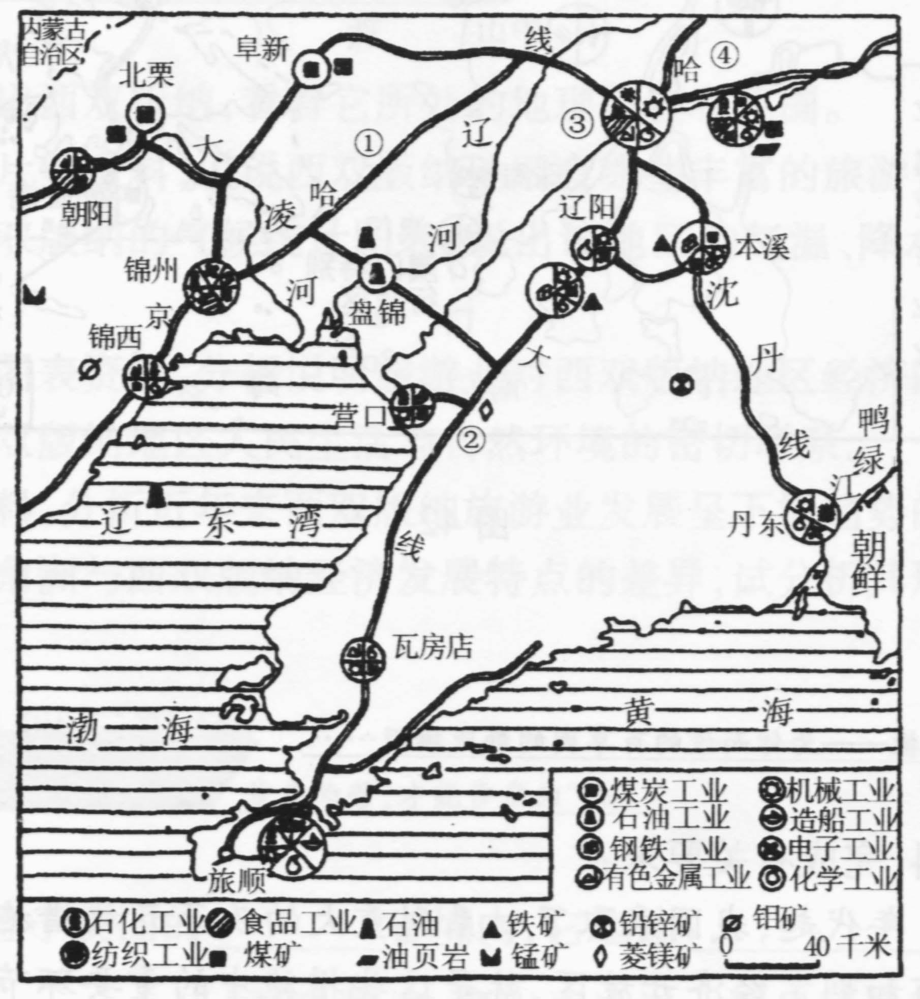 内蒙古
自治区
阜新
线
④
哈
北票
③
大
①
辽
朝阳
哈
凌
河
辽阳
本溪
锦州
河
沈
京
盘锦
锦西
大
丹
营口
②
鸭
绿
江
线
辽东湾
线
丹东
朝鲜
瓦房店
渤海
黄海
旅顺
煤炭工业
机械工业
石油工业
造船工业
钢铁工业
电子工业
有色金属工业
化学工业
石化工业
食品工业
石油
铁矿
铅锌矿
钼矿
纺织工业
煤矿
油页岩
锰矿
菱镁矿
0 40千米